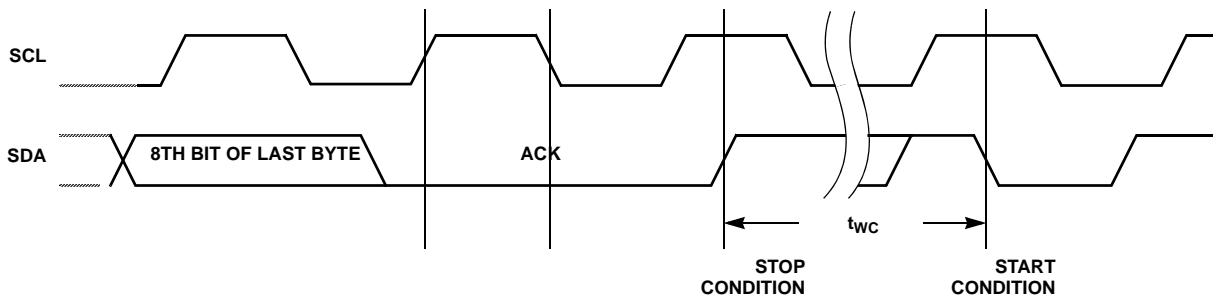 SCL
SDA
8TH BIT OF LAST BYTE
ACK
tWC
STOP
CONDITION
START
CONDITION